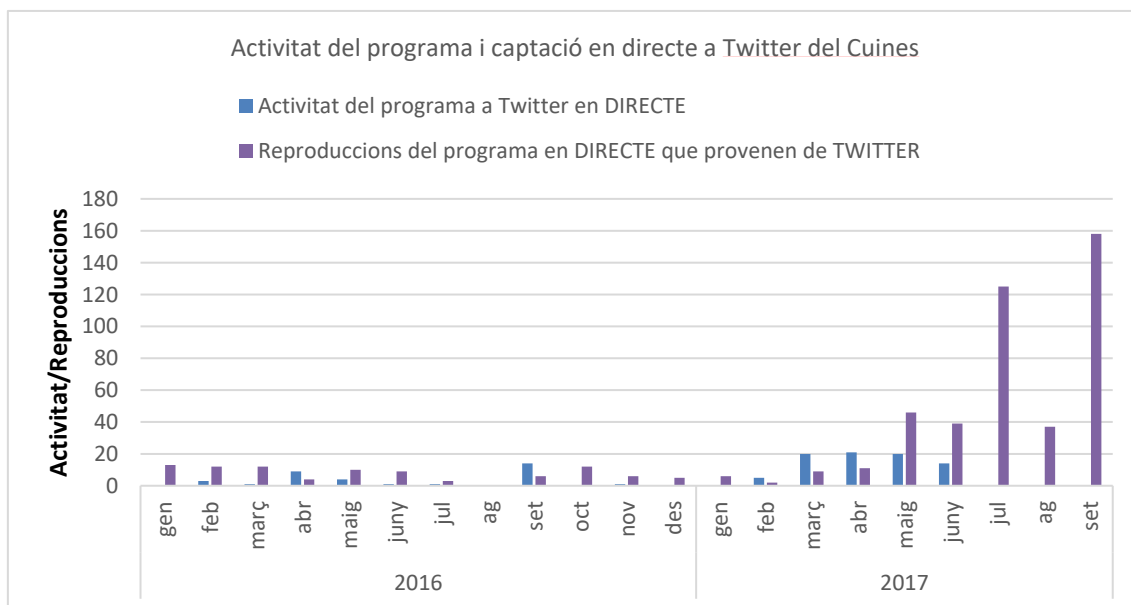 Activitat del programa i captació en directe a Twitter del Cuines
Activitat del programa a Twitter en DIRECTE
Reproduccions del programa en DIRECTE que provenen de TWITTER
Activitat/Reproduccions
180
160
140
120
100
80
60
40
20
0
gen feb març abr maig juny jul ag set oct nov des gen feb març abr maig juny jul ag set
2016 2017